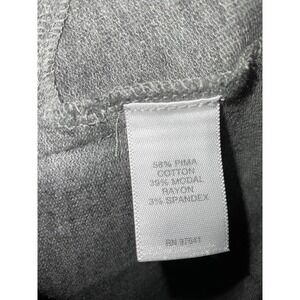 58% PIMA
COTTON
39% MODAL
RAYON
3% SPANDEX
RN 97641